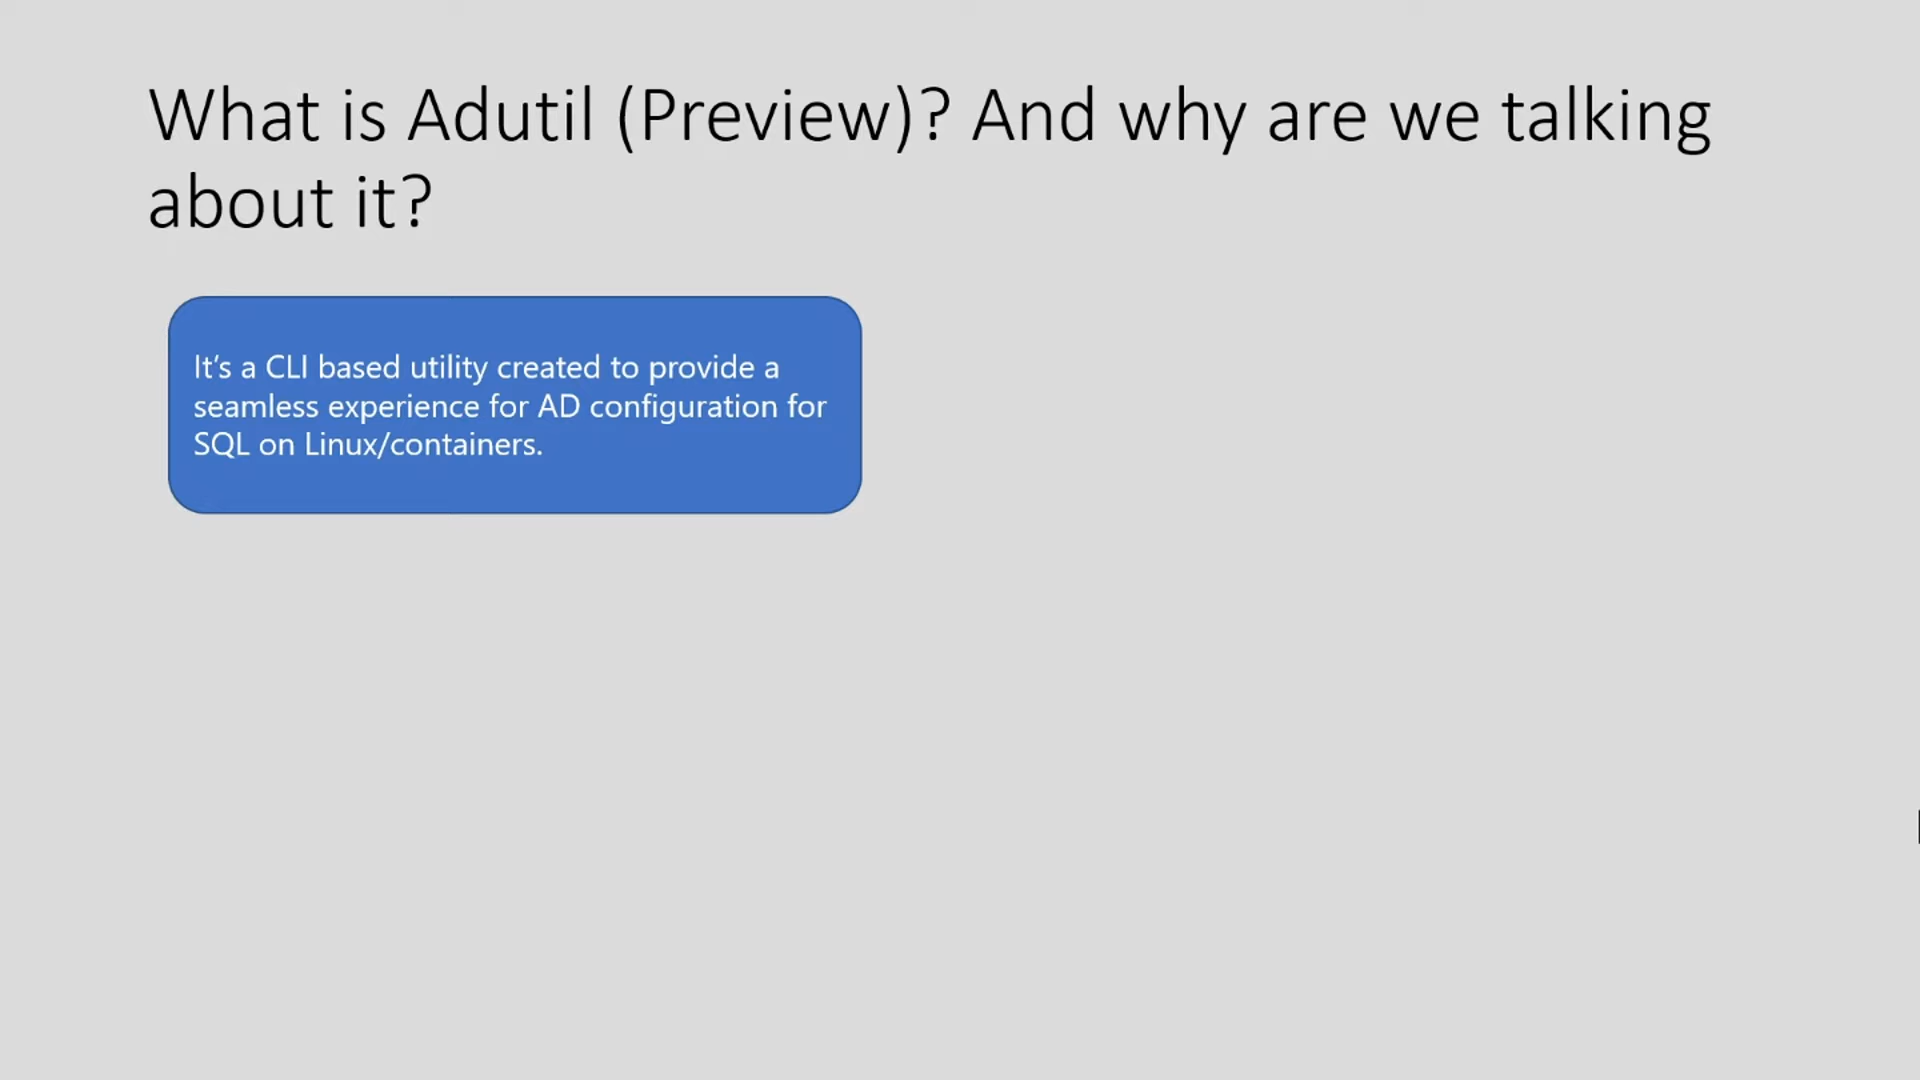 What is Adutil (Preview)? And why are we talking
about it?
It‘s a CLI based utility created to provide a
seamless experience for AD configuration for
SQL on Linux/containers.